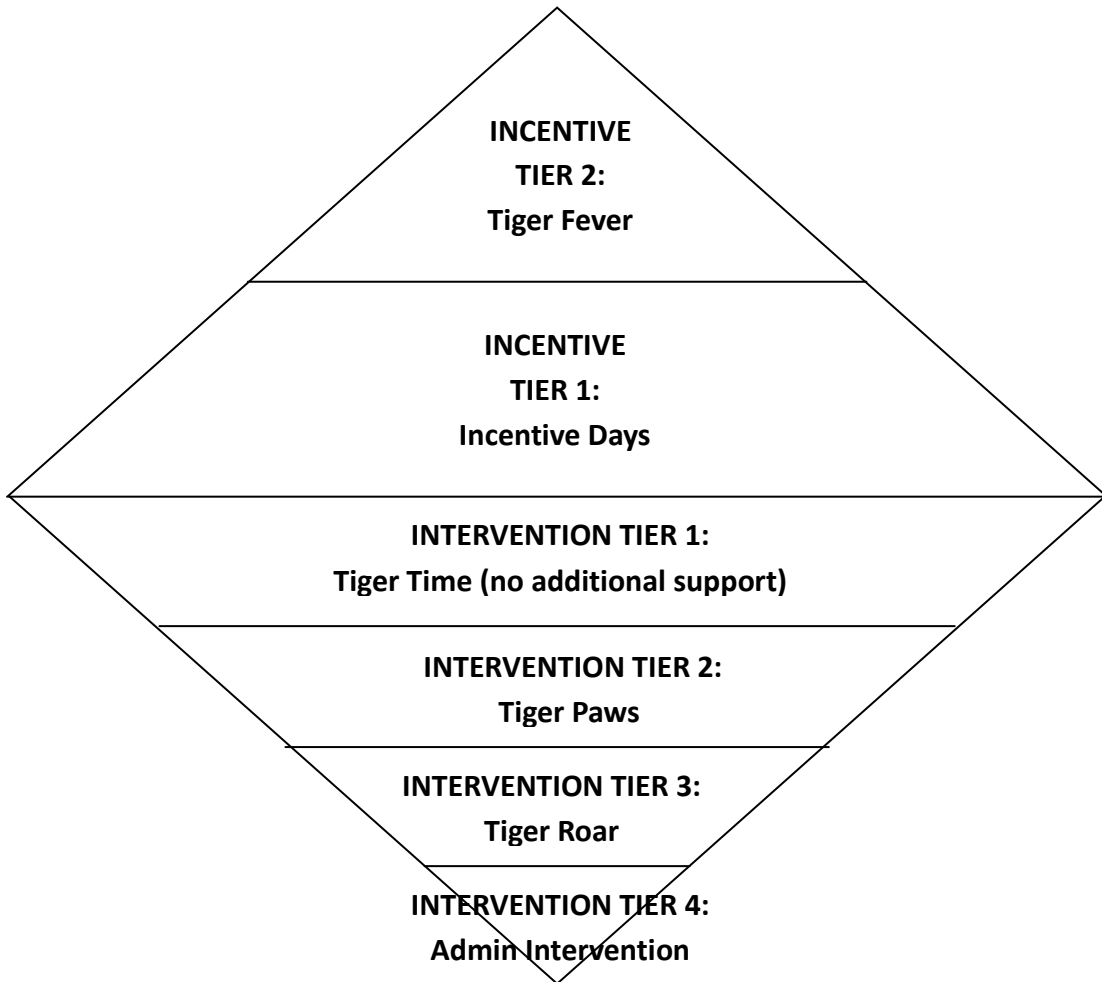 INCENTIVE
TIER 2:
Tiger Fever
INCENTIVE
TIER 1:
Incentive Days
INTERVENTION TIER 1:
Tiger Time (no additional support)
INTERVENTION TIER 2:
Tiger Paws
INTERVENTION TIER 3:
Tiger Roar
INTERVENTION TIER 4:
Admin Intervention